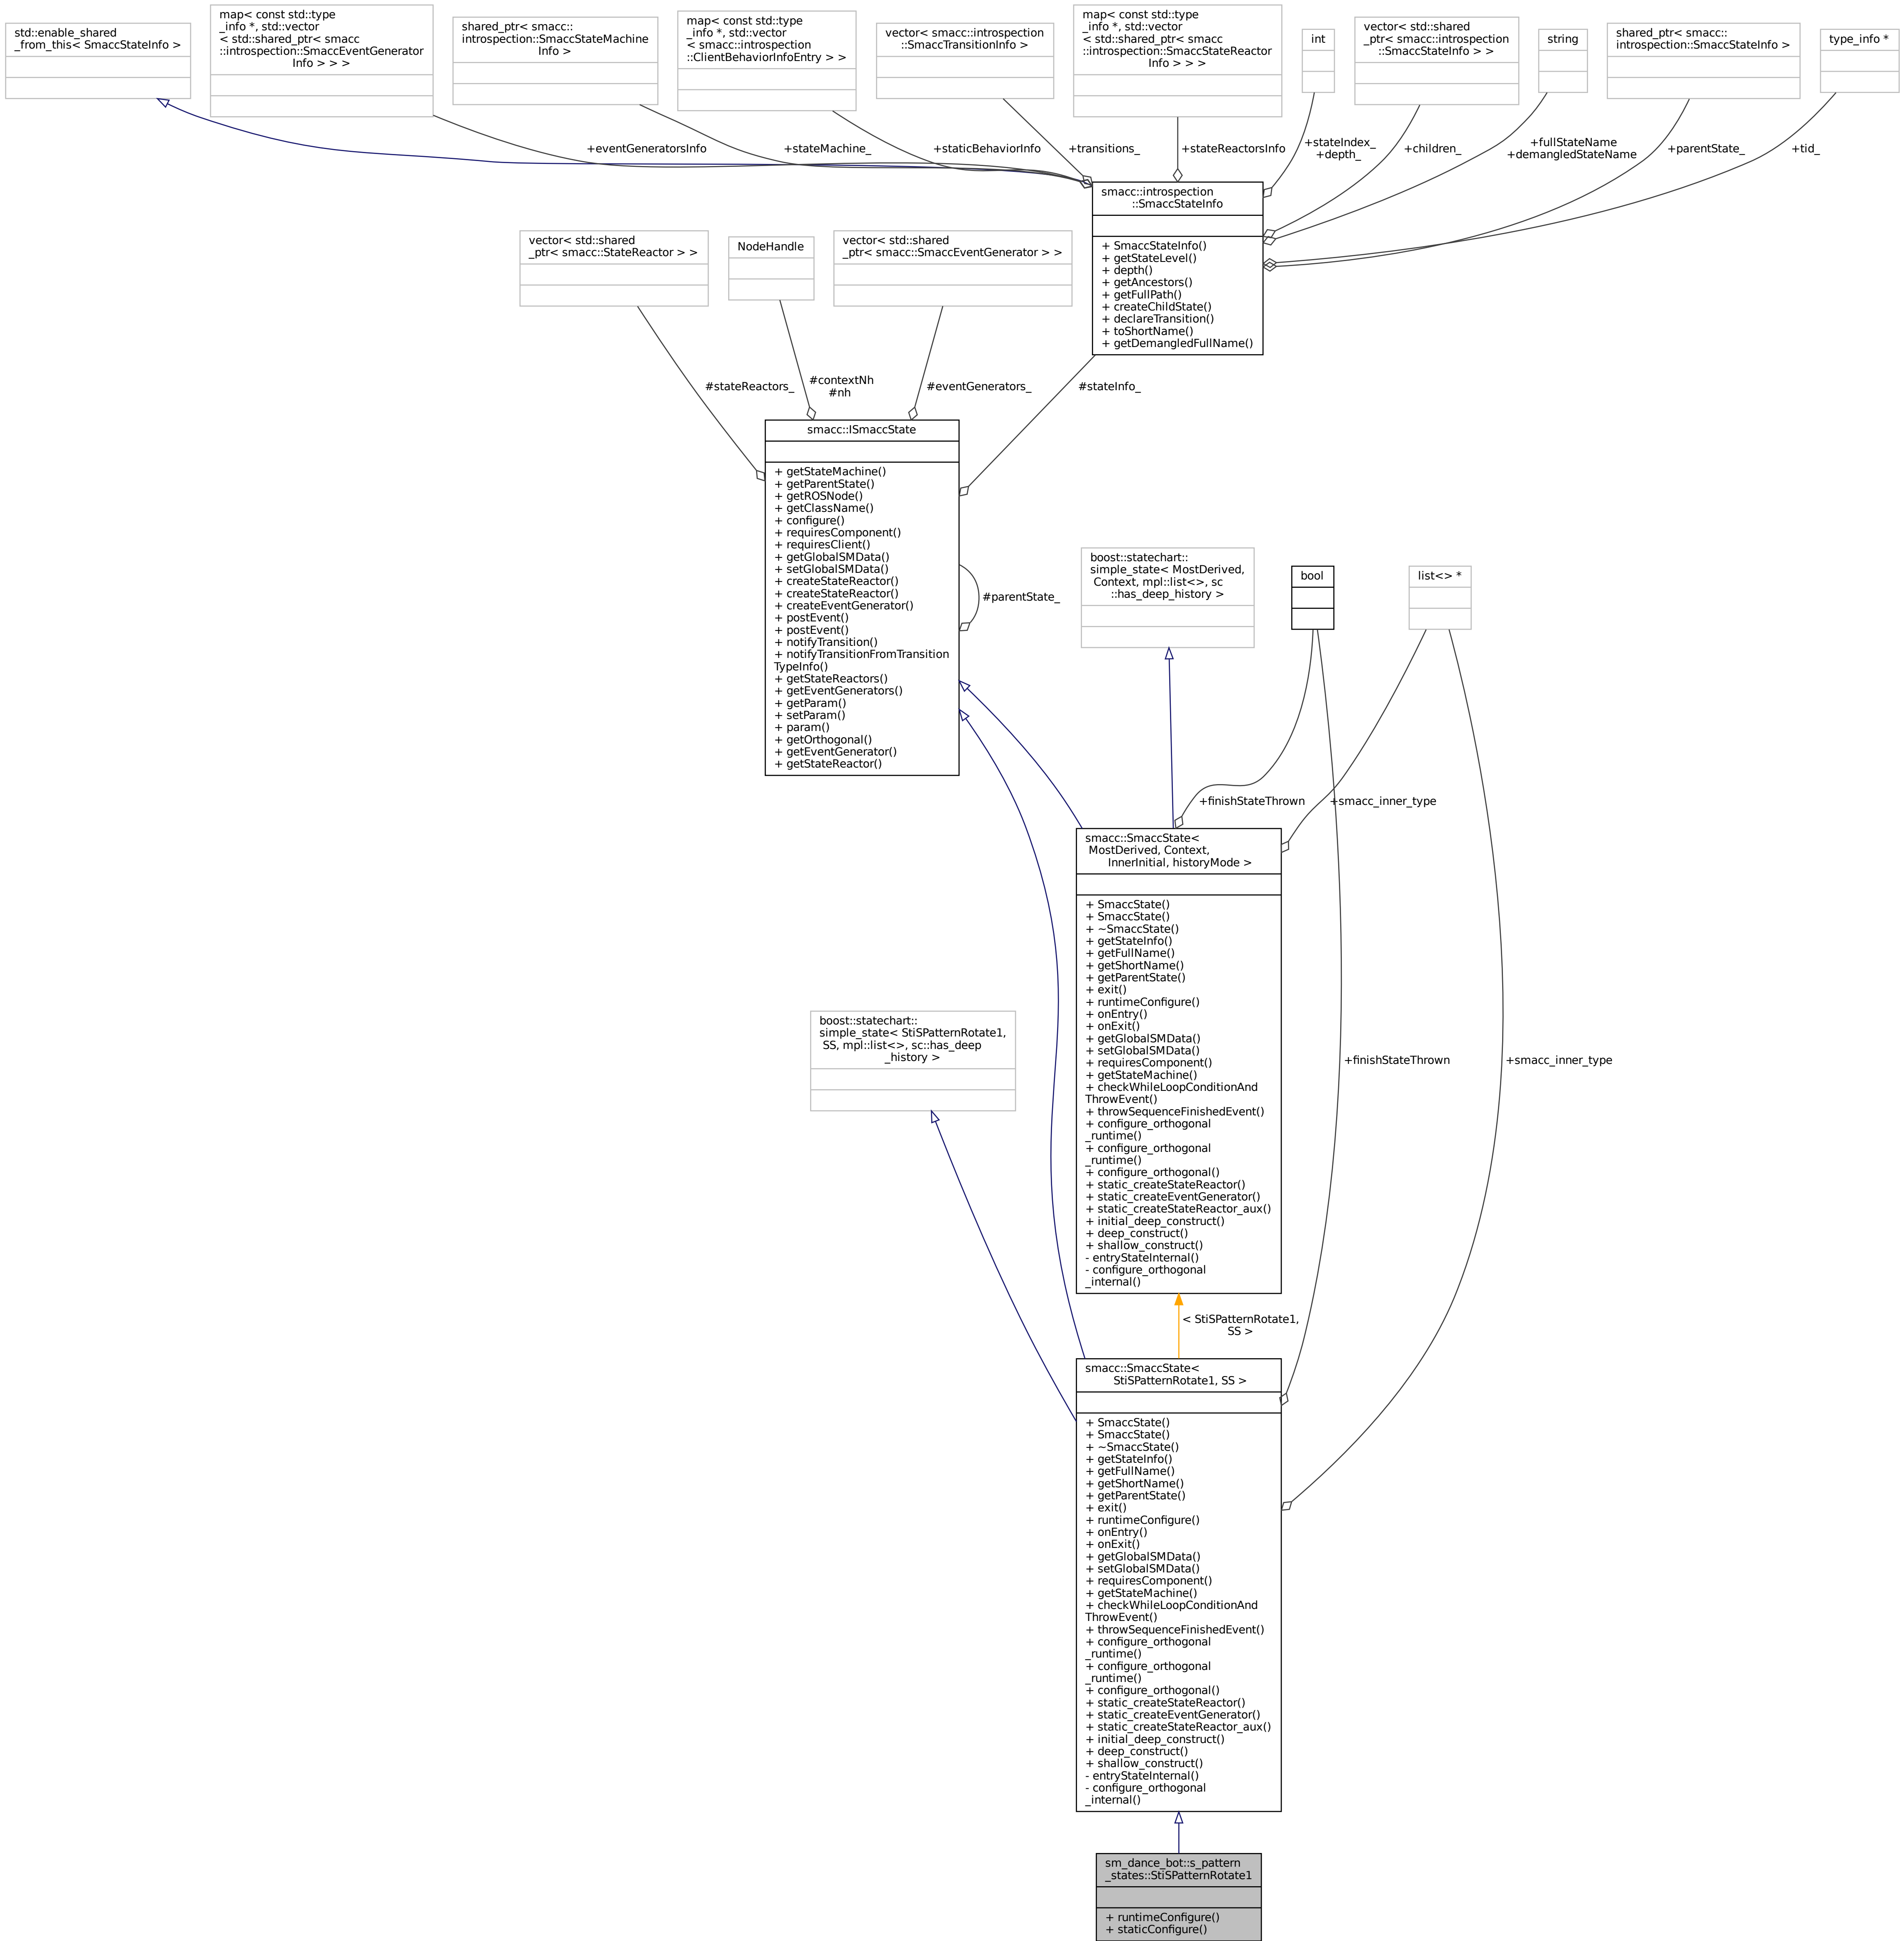 std::enable_shared
_from_this< SmaccStateInfo >
map< const std::type
_info *, std::vector
< std::shared_ptr< smacc
::introspection::SmaccEventGenerator
Info > > >
shared_ptr< smacc::
introspection::SmaccStateMachine
Info >
map< const std::type
_info *, std::vector
< smacc::introspection
::ClientBehaviorInfoEntry > >
vector< smacc::introspection
::SmaccTransitionInfo >
map< const std::type
_info *, std::vector
< std::shared_ptr< smacc
::introspection::SmaccStateReactor
Info > > >
int
vector< std::shared
_ptr< smacc::introspection
::SmaccStateInfo > >
string
shared_ptr< smacc::
introspection::SmaccStateInfo >
type_info *
+eventGeneratorsInfo
+stateMachine_
+staticBehaviorInfo
+transitions_
+stateReactorsInfo
+stateIndex_
+depth_
+children_
+fullStateName
+demangledStateName
+parentState_
+tid_
smacc::introspection
::SmaccStateInfo
+ SmaccStateInfo()
+ getStateLevel()
+ depth()
+ getAncestors()
+ getFullPath()
+ createChildState()
+ declareTransition()
+ toShortName()
+ getDemangledFullName()
vector< std::shared
_ptr< smacc::StateReactor > >
NodeHandle
vector< std::shared
_ptr< smacc::SmaccEventGenerator > >
#stateReactors_
#contextNh
#nh
#eventGenerators_
#stateInfo_
smacc::ISmaccState
+ getStateMachine()
+ getParentState()
+ getROSNode()
+ getClassName()
+ configure()
+ requiresComponent()
+ requiresClient()
+ getGlobalSMData()
+ setGlobalSMData()
+ createStateReactor()
+ createStateReactor()
+ createEventGenerator()
+ postEvent()
+ postEvent()
+ notifyTransition()
+ notifyTransitionFromTransition
TypeInfo()
+ getStateReactors()
+ getEventGenerators()
+ getParam()
+ setParam()
+ param()
+ getOrthogonal()
+ getEventGenerator()
+ getStateReactor()
#parentState_
boost::statechart::
simple_state< MostDerived,
Context, mpl::list<>, sc
::has_deep_history >
bool
list<> *
+finishStateThrown
+smacc_inner_type
smacc::SmaccState<
MostDerived, Context,
InnerInitial, historyMode >
+ SmaccState()
+ SmaccState()
+ ~SmaccState()
+ getStateInfo()
+ getFullName()
+ getShortName()
+ getParentState()
+ exit()
+ runtimeConfigure()
+ onEntry()
+ onExit()
+ getGlobalSMData()
+ setGlobalSMData()
+ requiresComponent()
+ getStateMachine()
+ checkWhileLoopConditionAnd
ThrowEvent()
+ throwSequenceFinishedEvent()
+ configure_orthogonal
_runtime()
+ configure_orthogonal
_runtime()
+ configure_orthogonal()
+ static_createStateReactor()
+ static_createEventGenerator()
+ static_createStateReactor_aux()
+ initial_deep_construct()
+ deep_construct()
+ shallow_construct()
- entryStateInternal()
- configure_orthogonal
_internal()
boost::statechart::
simple_state< StiSPatternRotate1,
SS, mpl::list<>, sc::has_deep
_history >
+finishStateThrown
+smacc_inner_type
< StiSPatternRotate1,
SS >
smacc::SmaccState<
StiSPatternRotate1, SS >
+ SmaccState()
+ SmaccState()
+ ~SmaccState()
+ getStateInfo()
+ getFullName()
+ getShortName()
+ getParentState()
+ exit()
+ runtimeConfigure()
+ onEntry()
+ onExit()
+ getGlobalSMData()
+ setGlobalSMData()
+ requiresComponent()
+ getStateMachine()
+ checkWhileLoopConditionAnd
ThrowEvent()
+ throwSequenceFinishedEvent()
+ configure_orthogonal
_runtime()
+ configure_orthogonal
_runtime()
+ configure_orthogonal()
+ static_createStateReactor()
+ static_createEventGenerator()
+ static_createStateReactor_aux()
+ initial_deep_construct()
+ deep_construct()
+ shallow_construct()
- entryStateInternal()
- configure_orthogonal
_internal()
sm_dance_bot::s_pattern
_states::StiSPatternRotate1
+ runtimeConfigure()
+ staticConfigure()